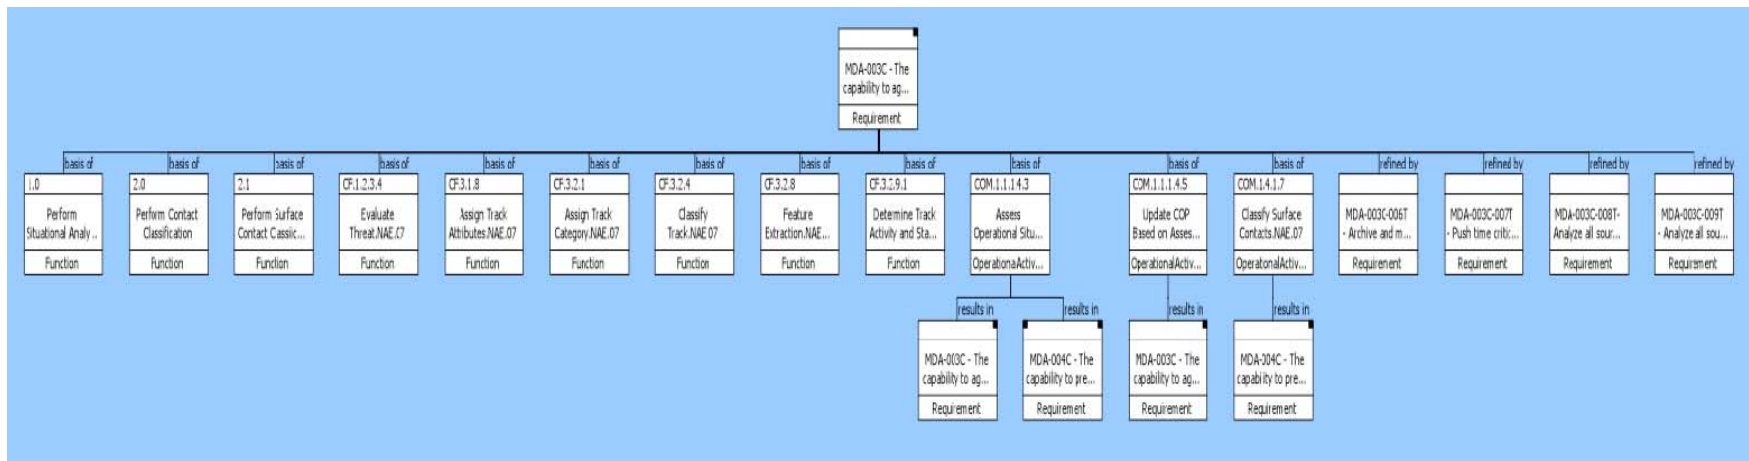 MDA-003C - The
capability to ag...
Requirement
basis of
basis of
basis of
basis of
basis of
basis of
basis of
basis of
basis of
basis of
basis of
basis of
refined by
refined by
refined by
refined by
1.0
Perform
Situational Analy...
Function
2.0
Perform Contact
Classification
Function
2.1
Perform Surface
Contact Classific...
Function
CF.1.2.3.4
Evaluate
Threat.NAE.07
Function
CF.3.1.8
Assign Track
Attributes.NAE.07
Function
CF.3.2.1
Assign Track
Category.NAE.07
Function
CF.3.2.4
Classify
Track.NAE.07
Function
CF.3.2.8
Feature
Extraction.NAE...
Function
CF.3.2.9.1
Determine Track
Activity and Sta...
Function
COM.1.1.1.4.3
Assess
Operational Situ...
OperationalActiv...
COM.1.1.1.4.5
Update COP
Based on Asses...
OperationalActiv...
COM.1.4.1.7
Classify Surface
Contacts.NAE.07
OperationalActiv...
MDA-003C-006T
- Archive and m...
Requirement
MDA-003C-007T
- Push time critic...
Requirement
MDA-003C-008T-
Analyze all sour...
Requirement
MDA-003C-009T
- Analyze all sou...
Requirement
results in
results in
results in
results in
MDA-003C - The
capability to ag...
Requirement
MDA-004C - The
capability to pre...
Requirement
MDA-003C - The
capability to ag...
Requirement
MDA-004C - The
capability to pre...
Requirement